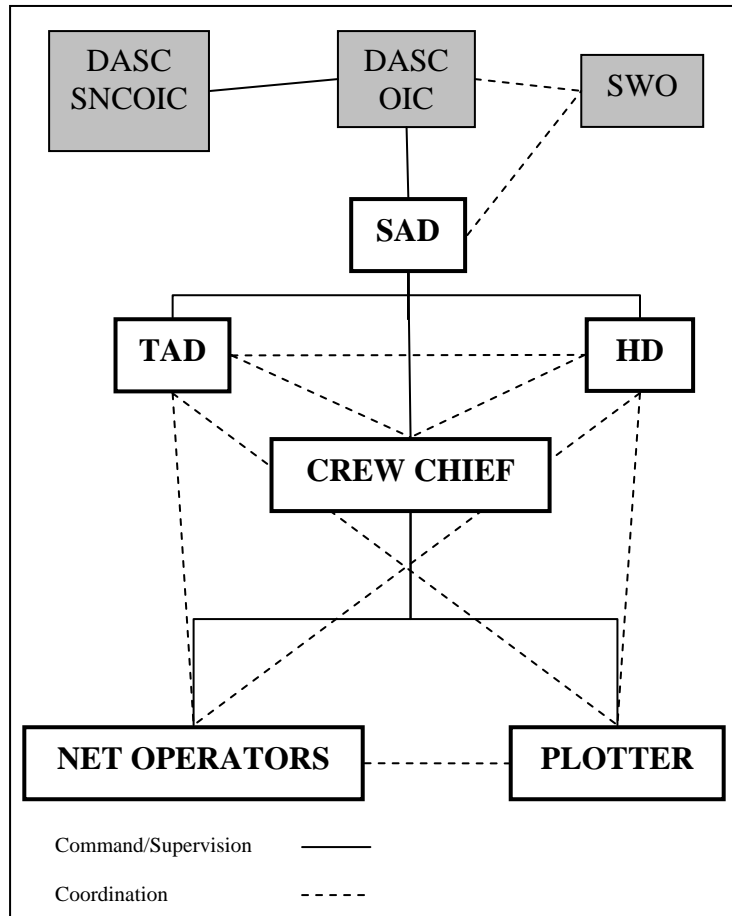 DASC
SNCOIC
DASC
OIC
SWO
SAD
TAD
HD
CREW CHIEF
NET OPERATORS
PLOTTER
Command/Supervision
Coordination